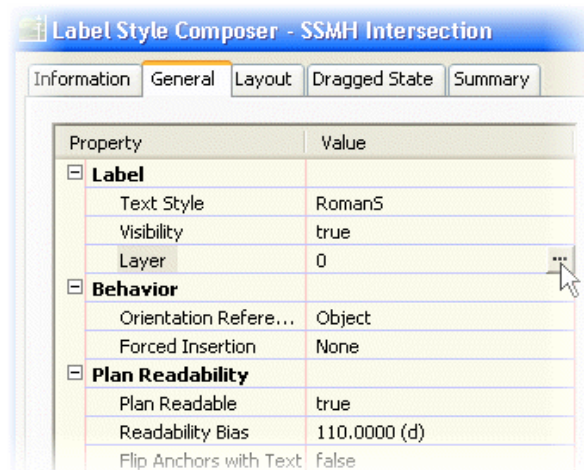 Label Style Composer - SSMH Intersection
Information General Layout Dragged State Summary
Property Value
Label
Text Style RomanS
Visibility true
Layer 0 ...
Behavior
Orientation Refere... Object
Forced Insertion None
Plan Readability
Plan Readable true
Readability Bias 110.0000 (d)
Flip Anchors with Text false